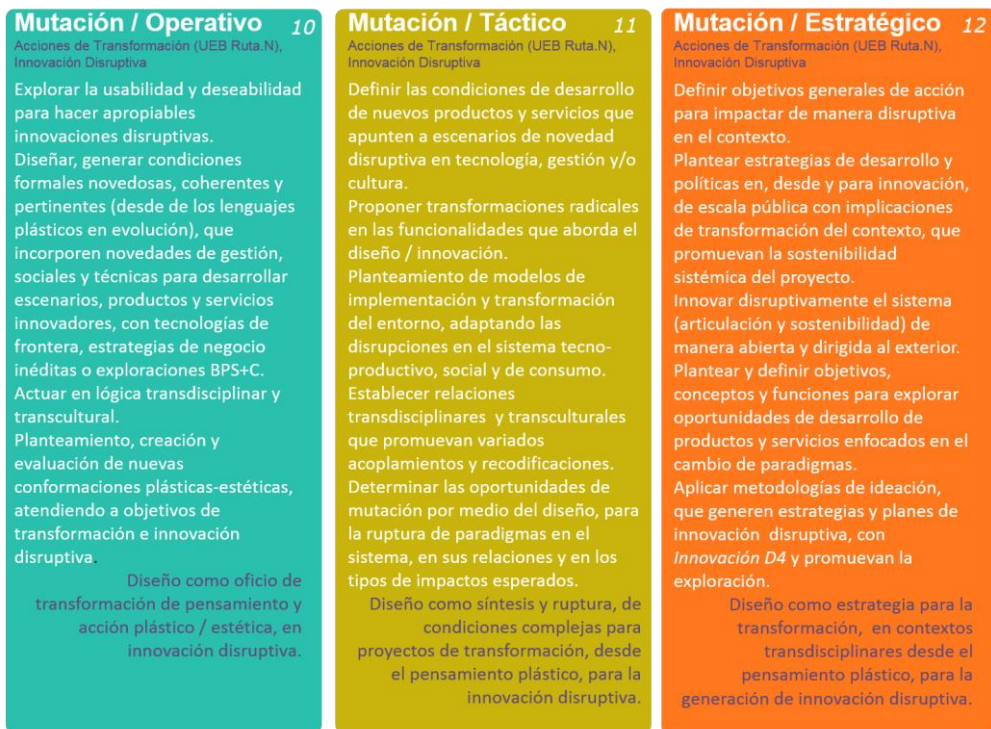 Mutación / Operativo 10
Acciones de Transformación (UEB Ruta.N),
Innovación Disruptiva
Explorar la usabilidad y deseabilidad
para hacer apropiables
innovaciones disruptivas.
Diseñar, generar condiciones
formales novedosas, coherentes y
pertinentes (desde de los lenguajes
plásticos en evolución), que
incorporen novedades de gestión,
sociales y técnicas para desarrollar
escenarios, productos y servicios
innovadores, con tecnologías de
frontera, estrategias de negocio
inéditas o exploraciones BPS+C.
Actuar en lógica transdisciplinar y
transcultural.
Planteamiento, creación y
evaluación de nuevas
conformaciones plásticas-estéticas,
atendiendo a objetivos de
transformación e innovación
disruptiva.
Diseño como oficio de
transformación de pensamiento y
acción plástico / estética, en
innovación disruptiva.
Mutación / Táctico 11
Acciones de Transformación (UEB Ruta.N),
Innovación Disruptiva
Definir las condiciones de desarrollo
de nuevos productos y servicios que
apunten a escenarios de novedad
disruptiva en tecnología, gestión y/o
cultura.
Proponer transformaciones radicales
en las funcionalidades que aborda el
diseño / innovación.
Planteamiento de modelos de
implementación y transformación
del entorno, adaptando las
disrupciones en el sistema tecno-
productivo, social y de consumo.
Establecer relaciones
transdisciplinares y transculturales
que promuevan variados
acoplamientos y recodificaciones.
Determinar las oportunidades de
mutación por medio del diseño, para
la ruptura de paradigmas en el
sistema, en sus relaciones y en los
tipos de impactos esperados.
Diseño como síntesis y ruptura, de
condiciones complejas para
proyectos de transformación, desde
el pensamiento plástico, para la
innovación disruptiva.
Mutación / Estratégico 12
Acciones de Transformación (UEB Ruta.N),
Innovación Disruptiva
Definir objetivos generales de acción
para impactar de manera disruptiva
en el contexto.
Plantear estrategias de desarrollo y
políticas en, desde y para innovación,
de escala pública con implicaciones
de transformación del contexto, que
promuevan la sostenibilidad
sistémica del proyecto.
Innovar disruptivamente el sistema
(articulación y sostenibilidad) de
manera abierta y dirigida al exterior.
Plantear y definir objetivos,
conceptos y funciones para explorar
oportunidades de desarrollo de
productos y servicios enfocados en el
cambio de paradigmas.
Aplicar metodologías de ideación,
que generen estrategias y planes de
innovación disruptiva, con
Innovación D4 y promuevan la
exploración.
Diseño como estrategia para la
transformación, en contextos
transdisciplinares desde el
pensamiento plástico, para la
generación de innovación disruptiva.